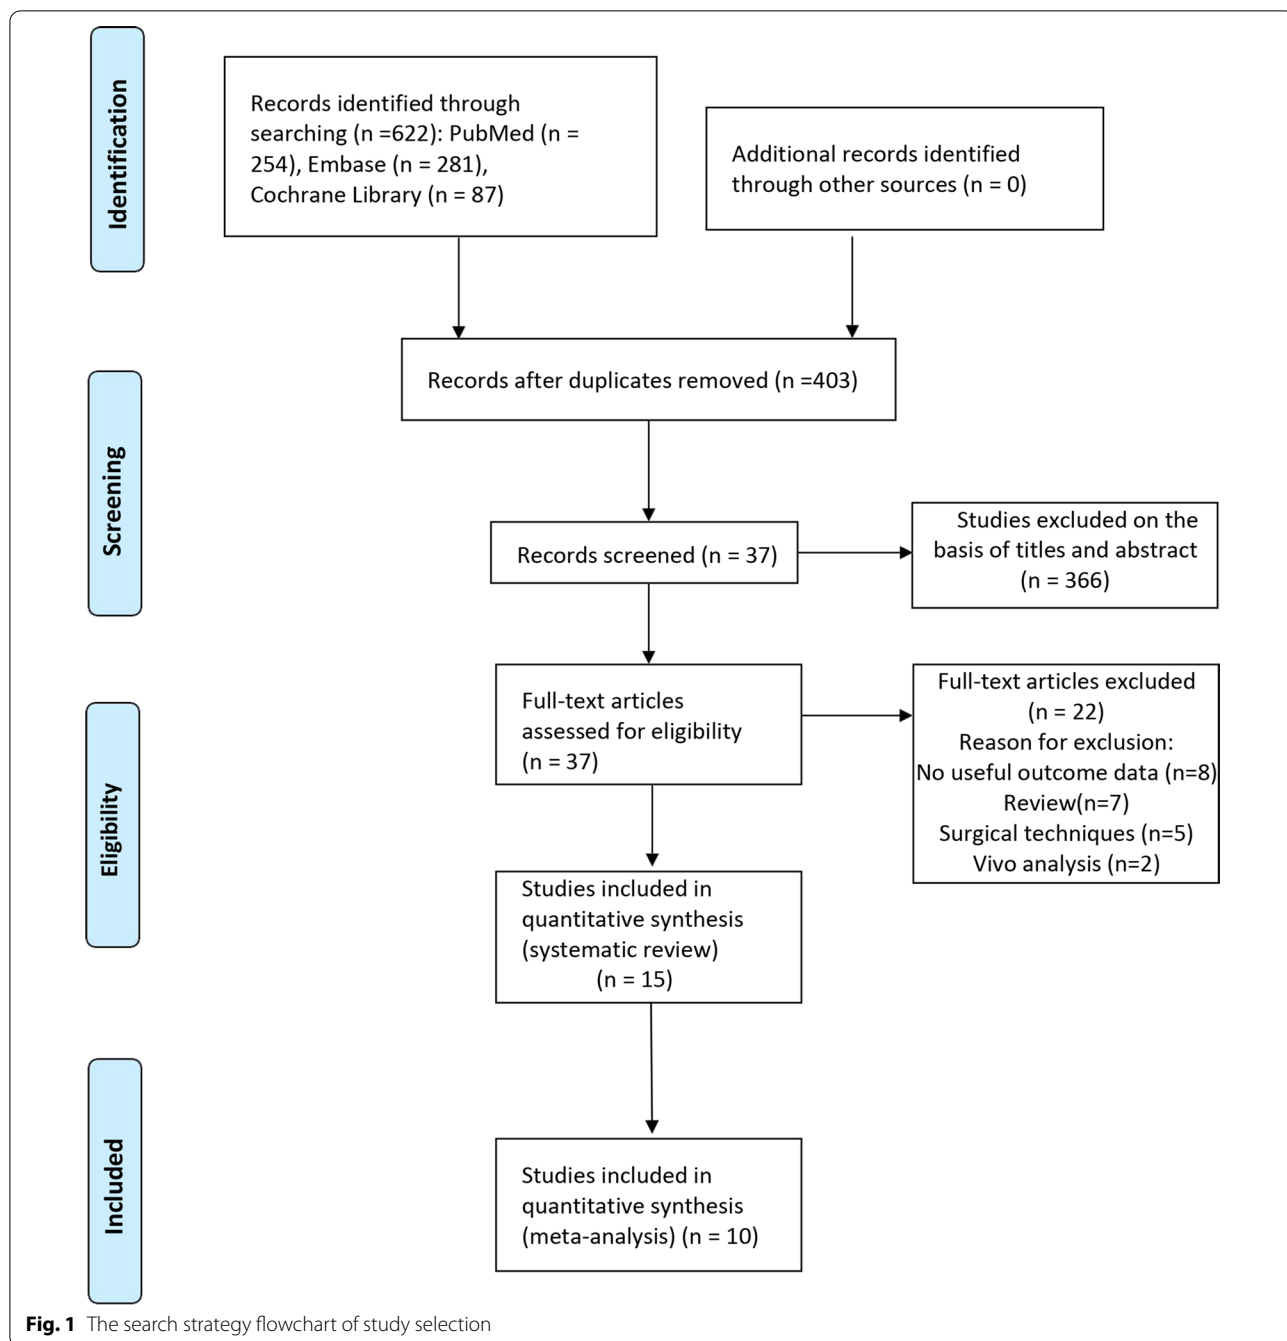 Identification
Records identified through
searching (n =622): PubMed (n =
254), Embase (n = 281),
Cochrane Library (n = 87)
Additional records identified
through other sources (n = 0)
Records after duplicates removed (n =403)
Screening
Records screened (n = 37)
Studies excluded on the
basis of titles and abstract
(n = 366)
Eligibility
Full-text articles
assessed for eligibility
(n = 37)
Full-text articles excluded
(n = 22)
Reason for exclusion:
No useful outcome data (n=8)
Review(n=7)
Surgical techniques (n=5)
Vivo analysis (n=2)
Studies included in
quantitative synthesis
(systematic review)
(n = 15)
Included
Studies included in
quantitative synthesis
(meta-analysis) (n = 10)
Fig. 1 The search strategy flowchart of study selection